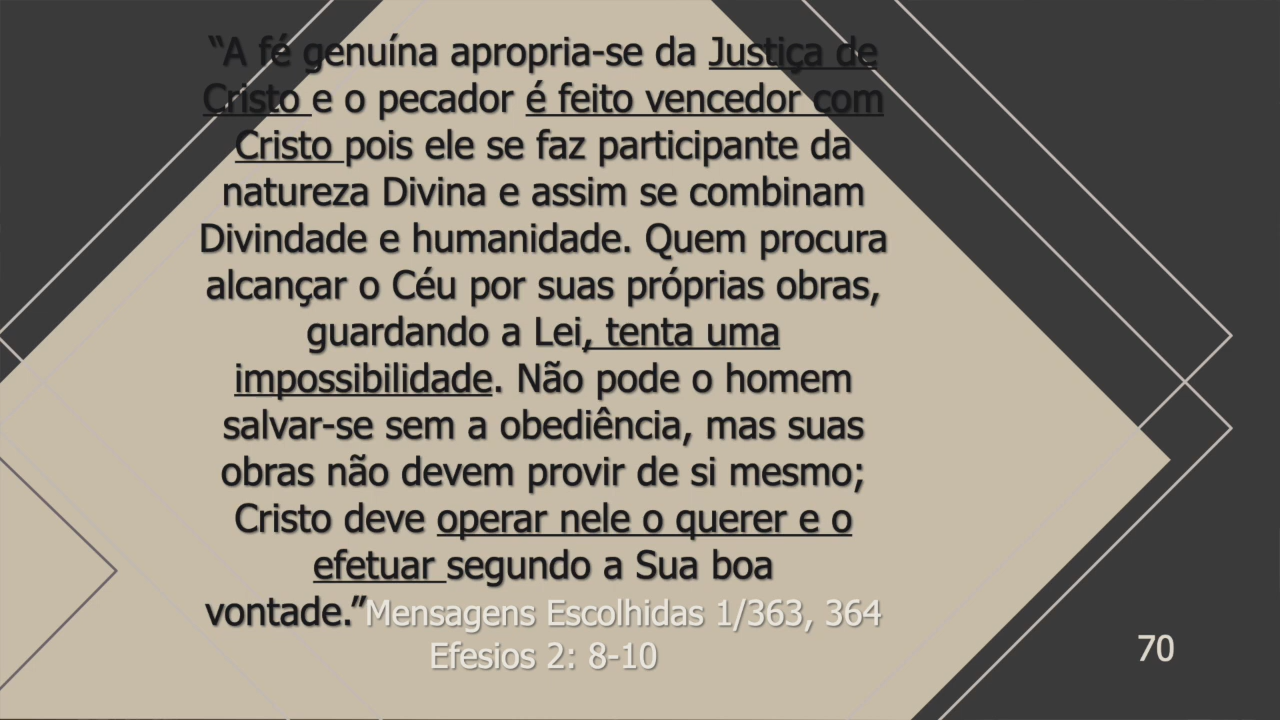 “A fé genuína apropria-se da Justiça de
Cristo e o pecador é feito vencedor com
Cristo pois ele se faz participante da
natureza Divina e assim se combinam
Divindade e humanidade. Quem procura
alcançar o Céu por suas próprias obras,
guardando a Lei, tenta uma
impossibilidade. Não pode o homem
salvar-se sem a obediência, mas suas
obras não devem provir de si mesmo;
Cristo deve operar nele o querer e o
efetuar segundo a Sua boa
vontade.”Mensagens Escolhidas 1/363, 364
Efesios 2: 8-10
70